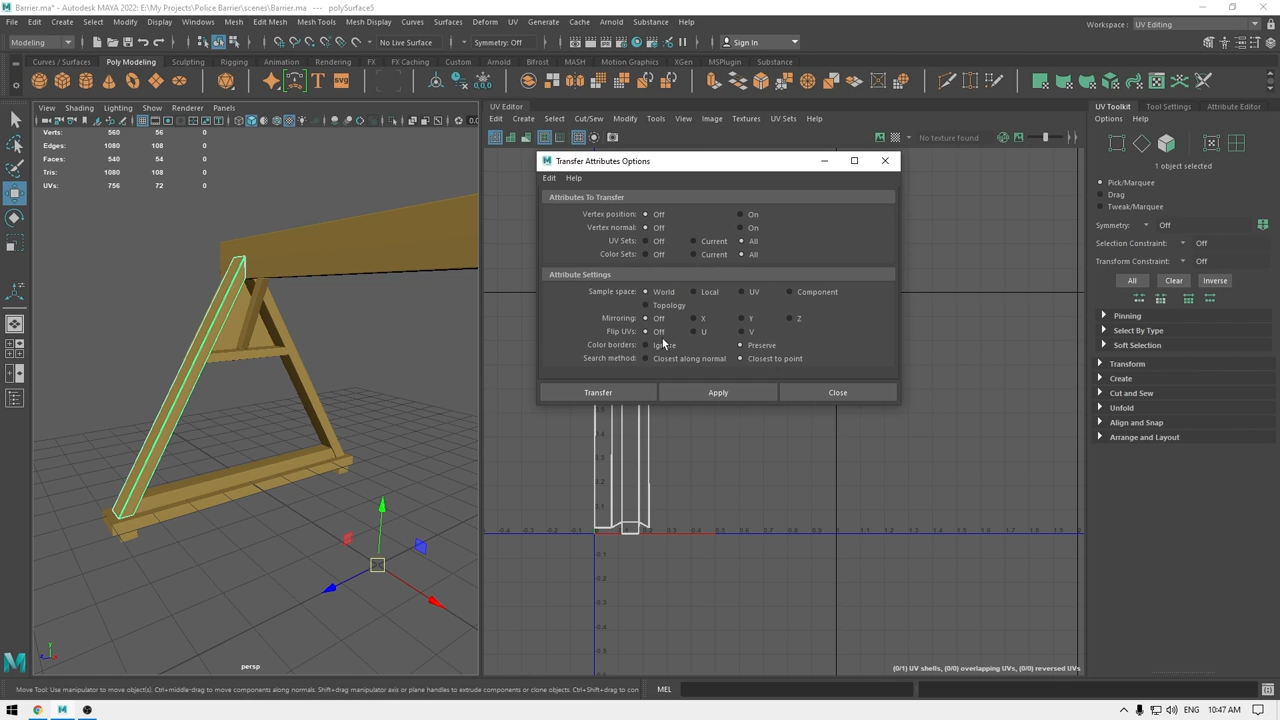 Barrier.ma* - Autodesk MAYA 2022: E:\My Projects\Police Barrier\scenes\Barrier.ma --- polySurface5
File Edit Create Select Modify Display Windows Mesh Edit Mesh Mesh Tools Mesh Display Curves Surfaces Deform UV Generate Cache Arnold Substance Help
Workspace : UV Editing
Modeling
No Live Surface
Symmetry: Off
Sign In
Curves / Surfaces Poly Modeling Sculpting Rigging Animation Rendering FX FX Caching Custom Arnold Bifrost MASH Motion Graphics XGen MSPlugin Substance
SVG
View Shading Lighting Show Renderer Panels
Verts: 560 56 0
Edges: 1080 108 0
Faces: 540 54 0
Tris: 1080 108 0
UVs: 756 72 0
persp
UV Editor
Edit Create Select Cut/Sew Modify Tools View Image Textures UV Sets Help
No texture found
Transfer Attributes Options
Edit Help
Attributes To Transfer
Vertex position: Off On
Vertex normal: Off On
UV Sets: Off Current All
Color Sets: Off Current All
Attribute Settings
Sample space: World Local UV Component
Topology
Mirroring: Off X Y Z
Flip UVs: Off U V
Color borders: Preserve
Search method: Closest along normal Closest to point
Transfer Apply Close
(0/1) UV shells, (0/0) overlapping UVs, (0/0) reversed UVs
UV Toolkit Tool Settings Attribute Editor
Options Help
1 object selected
Pick/Marquee
Drag
Tweak/Marquee
Symmetry: Off
Selection Constraint: Off
Transform Constraint: Off
All Clear Inverse
Pinning
Select By Type
Soft Selection
Transform
Create
Cut and Sew
Unfold
Align and Snap
Arrange and Layout
Move Tool: Use manipulator to move object(s). Ctrl+middle-drag to move components along normals. Shift+drag manipulator axis or plane handles to extrude components or clone objects. Ctrl+Shift+drag to con
MEL
ENG 10:47 AM